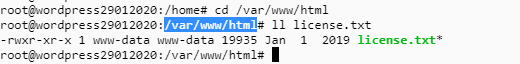 root@wordpress29012020:/home# cd /var/www/html
root@wordpress29012020:/var/www/html# ll license.txt
-rwxr-xr-x 1 www-data www-data 19935 Jan  1  2019 license.txt*
root@wordpress29012020:/var/www/html#